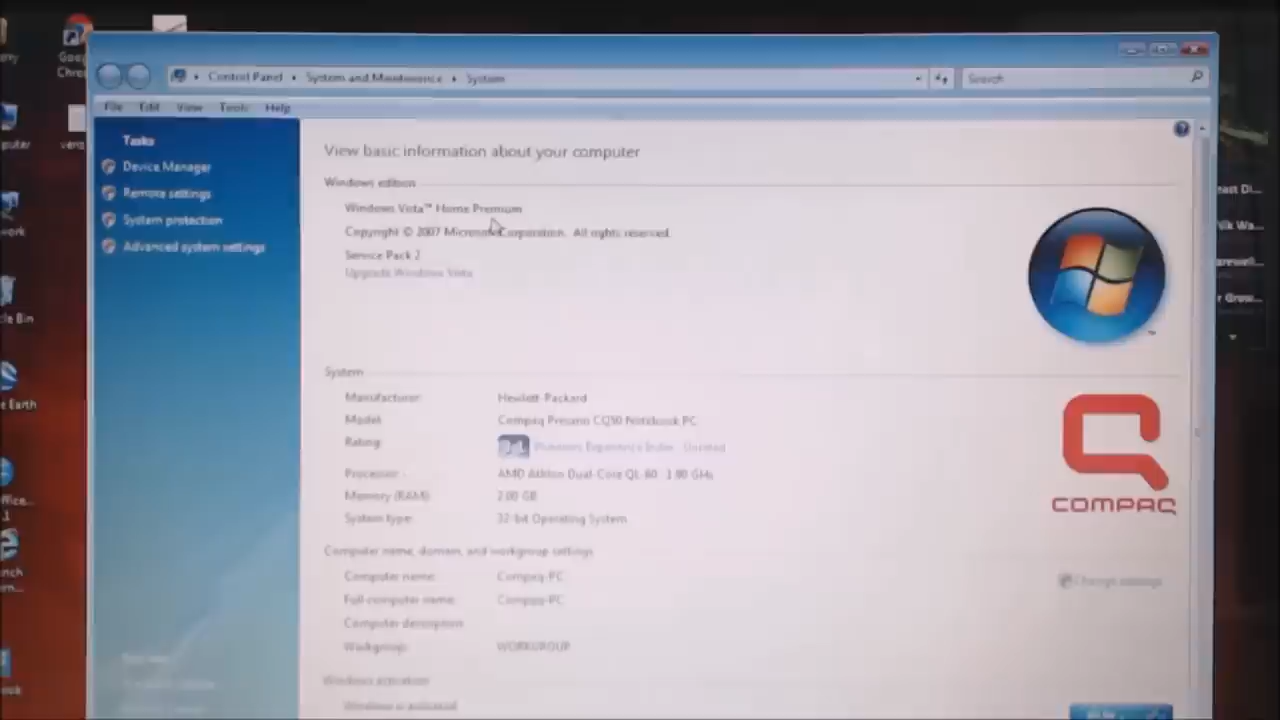 Control Panel System and Maintenance System
Search
File Edit View Tools Help
Tasks
Device Manager
Remote settings
System protection
Advanced system settings
View basic information about your computer
Windows edition
Windows Vista™ Home Premium
Copyright © 2007 Microsoft Corporation. All rights reserved.
Service Pack 2
Upgrade Windows Vista
System
Manufacturer: Hewlett-Packard
Model: Compaq Presario CQ50 Notebook PC
Rating: Windows Experience Index: Unrated
Processor: AMD Athlon Dual-Core QL-60 1.90 GHz
Memory (RAM): 2.00 GB
System type: 32-bit Operating System
COMPAQ
Computer name, domain, and workgroup settings
Computer name: Compaq-PC
Change settings
Full computer name: Compaq-PC
Computer description:
Workgroup: WORKGROUP
Windows activation
Windows is activated